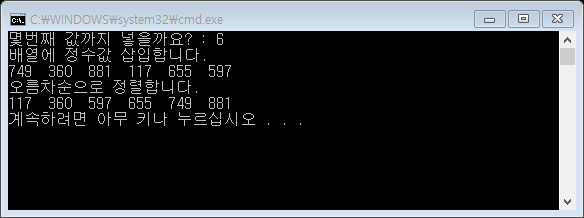 C:₩WINDOWS₩system32₩cmd.exe
몇번째 값까지 넣을까요? : 6
배열에 정수값 삽입합니다.
749 360 881 117 655 597
오름차순으로 정렬합니다.
117 360 597 655 749 881
계속하려면 아무 키나 누르십시오 . . .